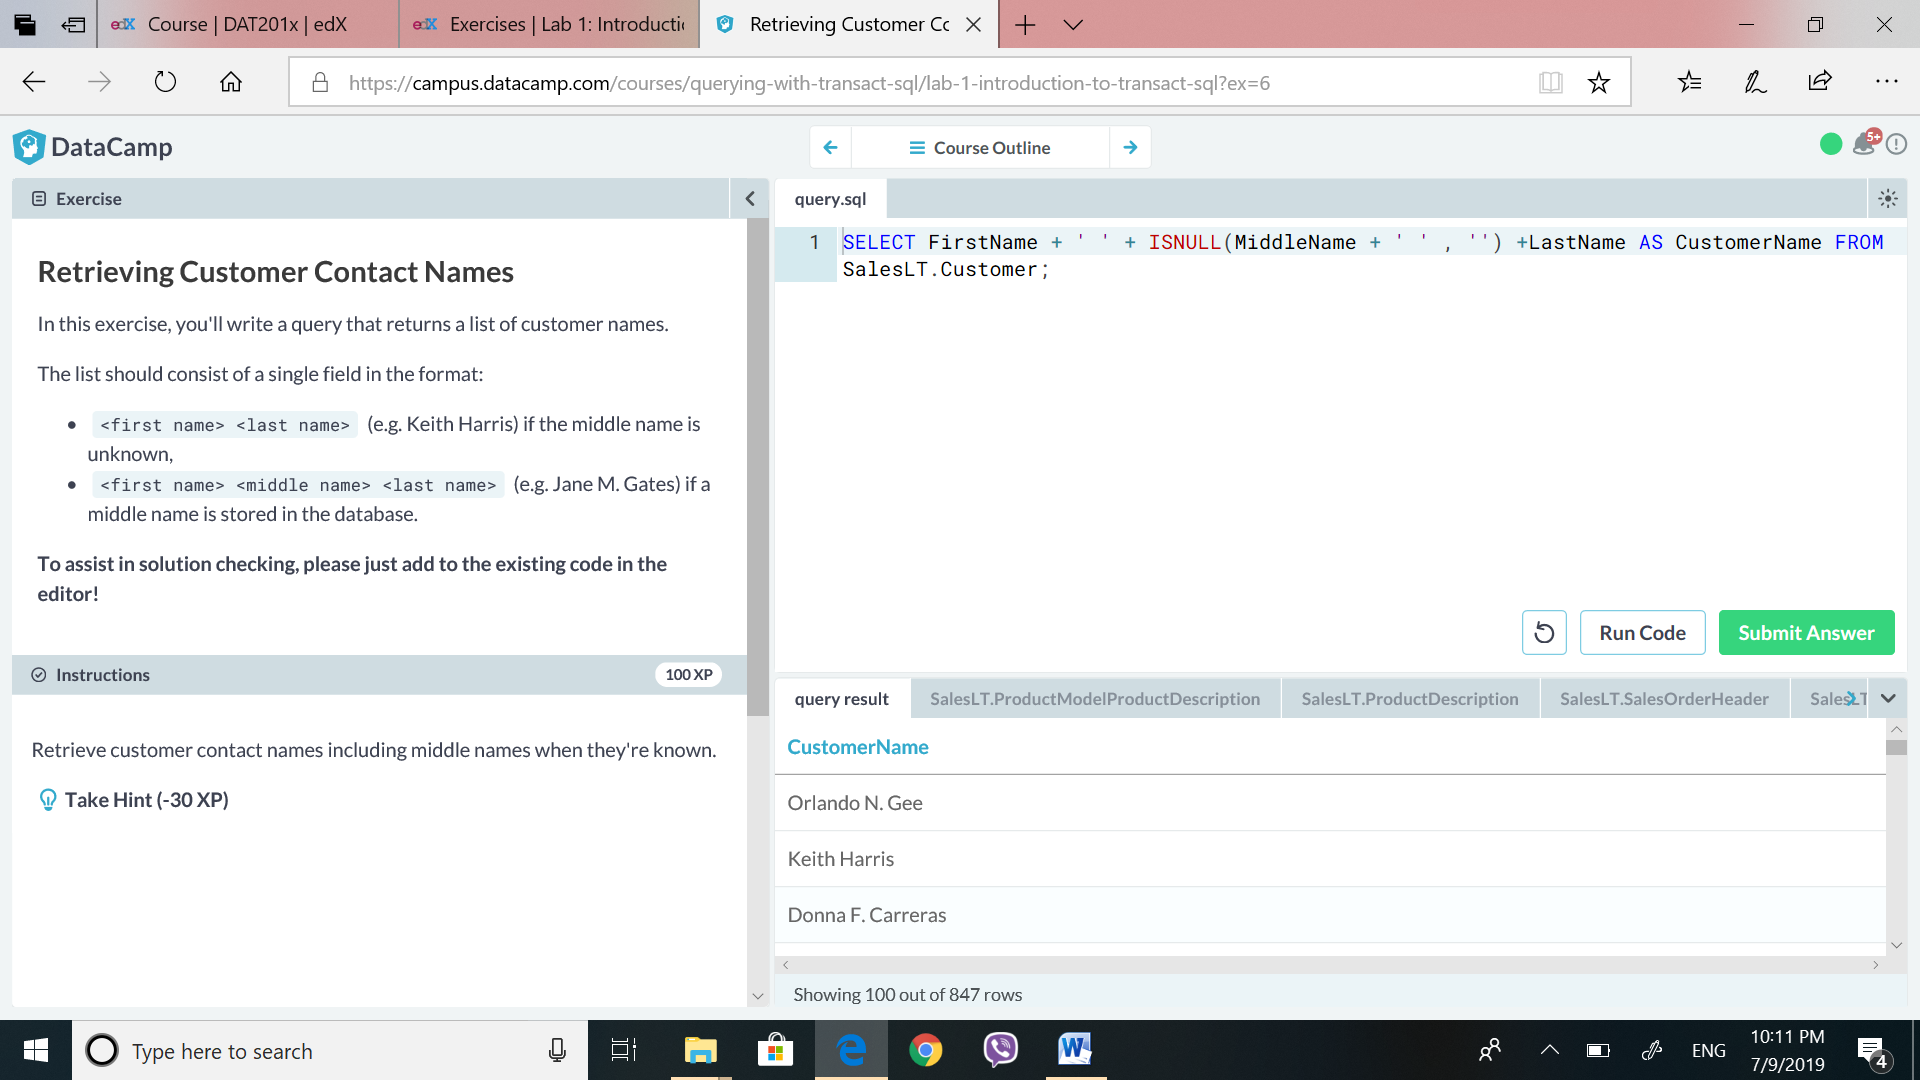 Course | DAT201x | edX
Exercises | Lab 1: Introducti
Retrieving Customer Cc
https://campus.datacamp.com/courses/querying-with-transact-sql/lab-1-introduction-to-transact-sql?ex=6
DataCamp
Course Outline
5+
Exercise
query.sql
Retrieving Customer Contact Names
In this exercise, you'll write a query that returns a list of customer names.
The list should consist of a single field in the format:
<first name> <last name> (e.g. Keith Harris) if the middle name is
unknown,
<first name> <middle name> <last name> (e.g. Jane M. Gates) if a
middle name is stored in the database.
To assist in solution checking, please just add to the existing code in the
editor!
Instructions
100 XP
Retrieve customer contact names including middle names when they're known.
Take Hint (-30 XP)
1
SELECT FirstName + ' ' + ISNULL(MiddleName + ' ' , '') +LastName AS CustomerName FROM
SalesLT.Customer;
Run Code
Submit Answer
query result
SalesLT.ProductModelProductDescription
SalesLT.ProductDescription
SalesLT.SalesOrderHeader
SalesLT
CustomerName
Orlando N. Gee
Keith Harris
Donna F. Carreras
Showing 100 out of 847 rows
Type here to search
ENG
10:11 PM
7/9/2019
4